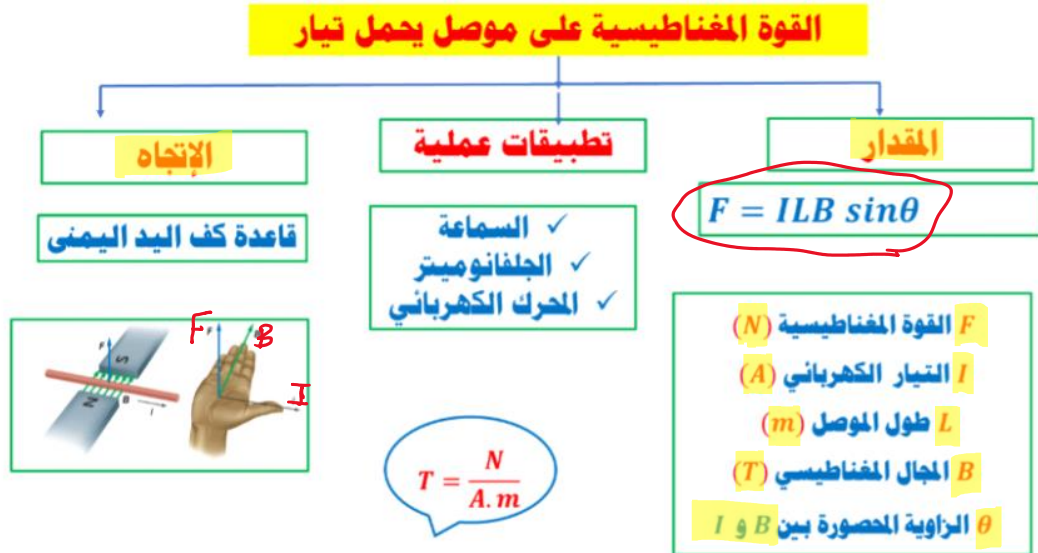 القوة المغناطيسية على موصل يحمل تيار
المقدار
F = ILB sinθ
F القوة المغناطيسية (N)
I التيار الكهربائي (A)
L طول الموصل (m)
B المجال المغناطيسي (T)
θ الزاوية المحصورة بين B و I
تطبيقات عملية
✓ السماعة
✓ الجلفانوميتر
✓ المحرك الكهربائي
T = N / A.m
الإتجاه
قاعدة كف اليد اليمنى
F
S
N
B
I
F
F
B
I